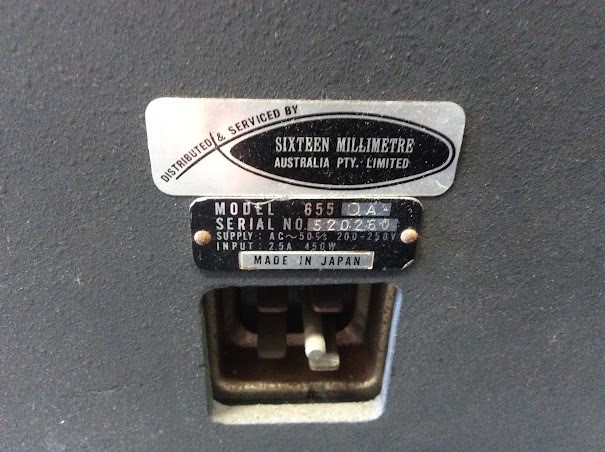 DISTRIBUTED & SERVICED BY
SIXTEEN MILLIMETRE
AUSTRALIA PTY. LIMITED
MODEL 655 QA
SERIAL NO. 520260
SUPPLY : AC~50 200-250V
INPUT : 2.5A 450W
MADE IN JAPAN